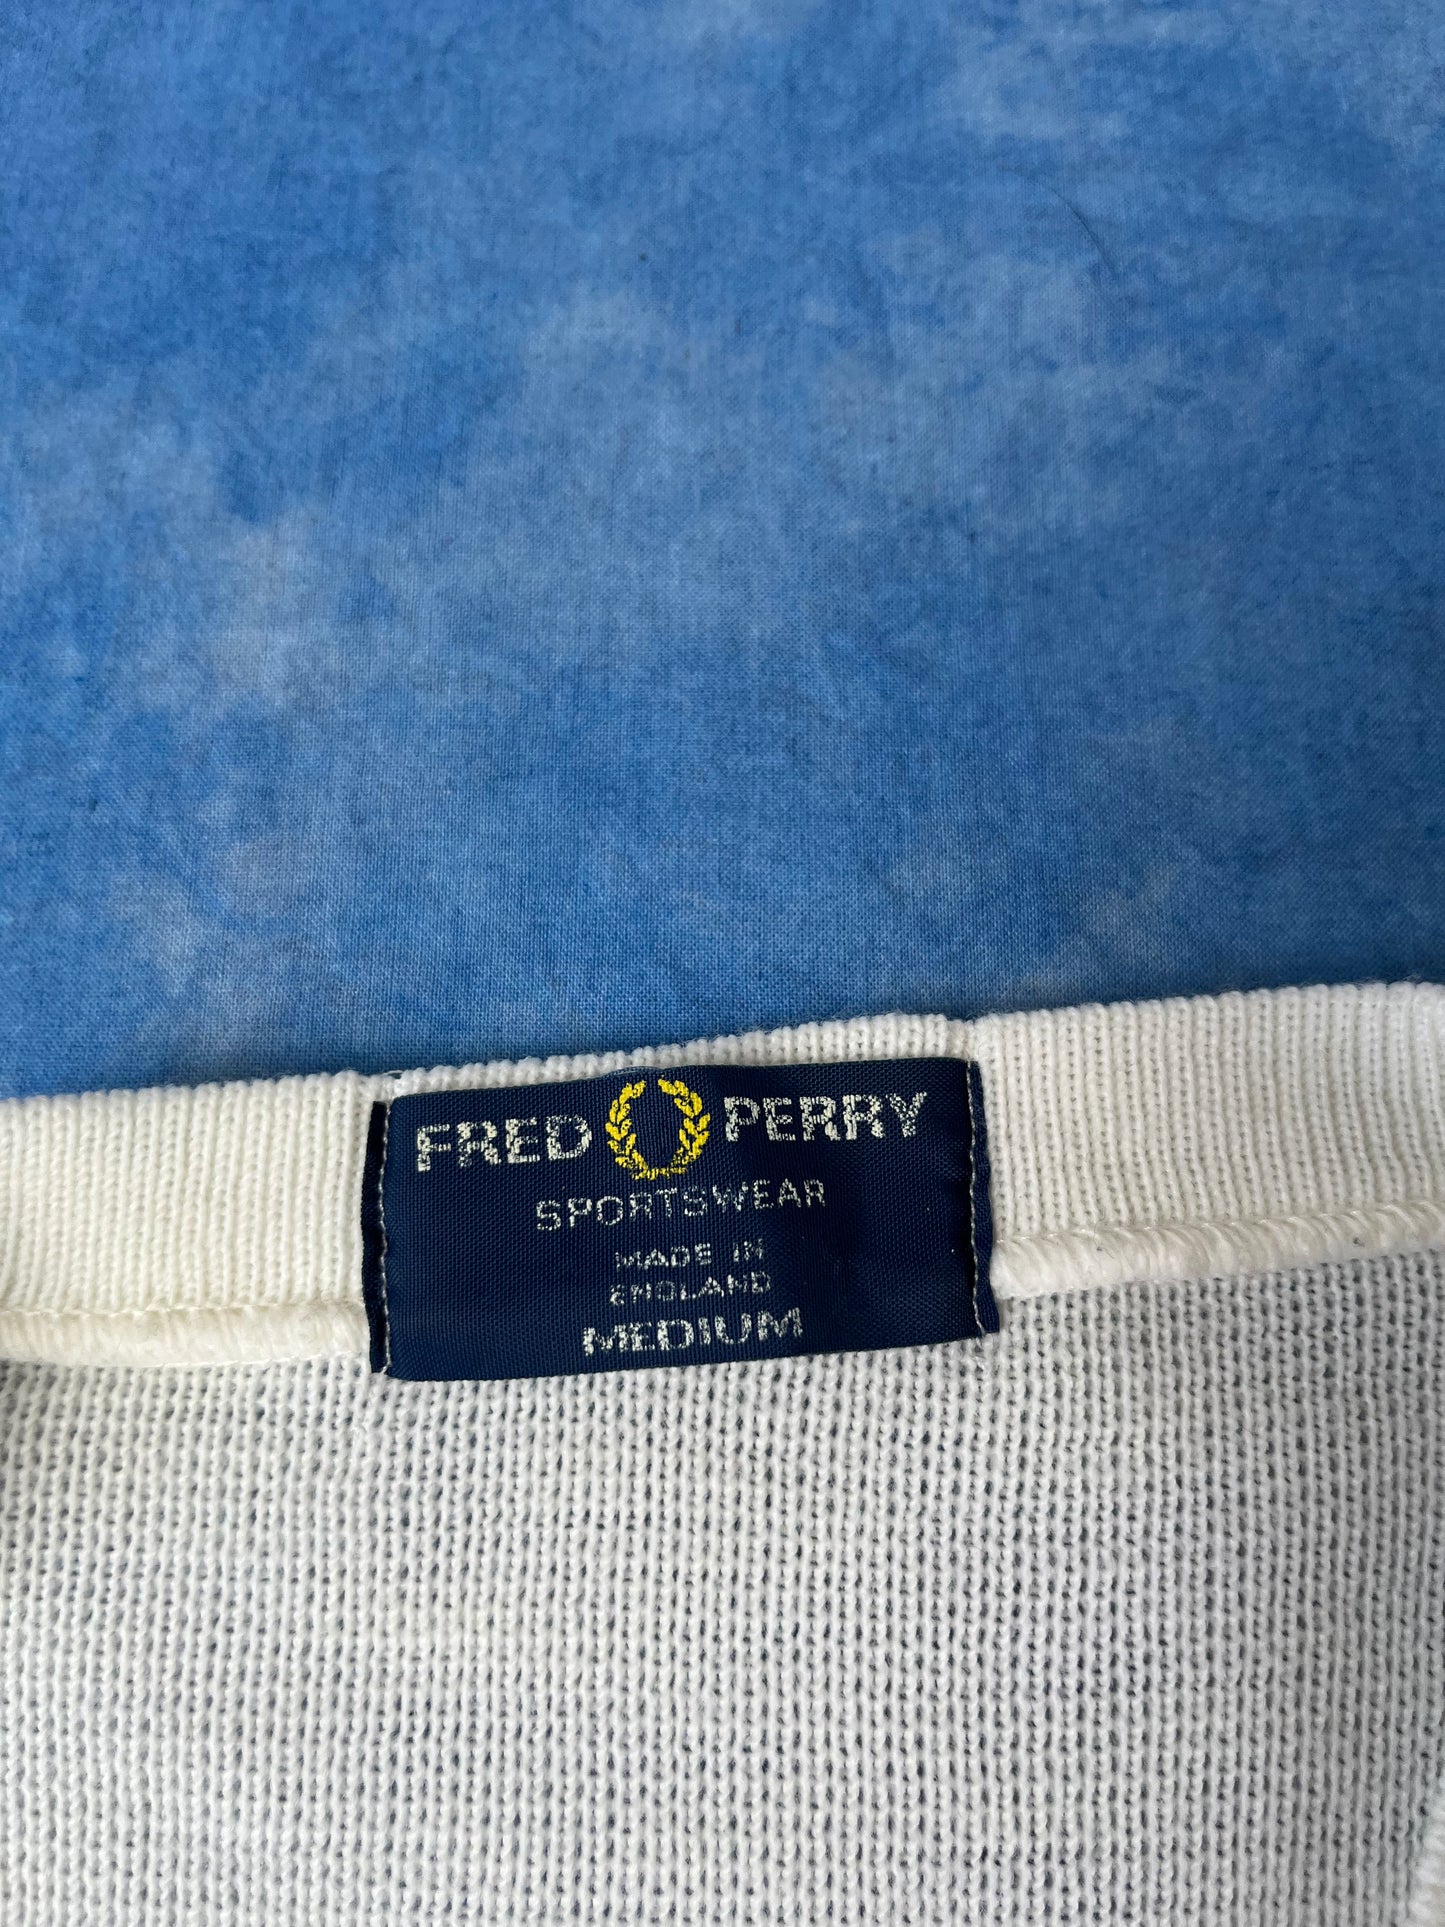 FRED PERRY
SPORTSWEAR
MADE IN
ENGLAND
MEDIUM